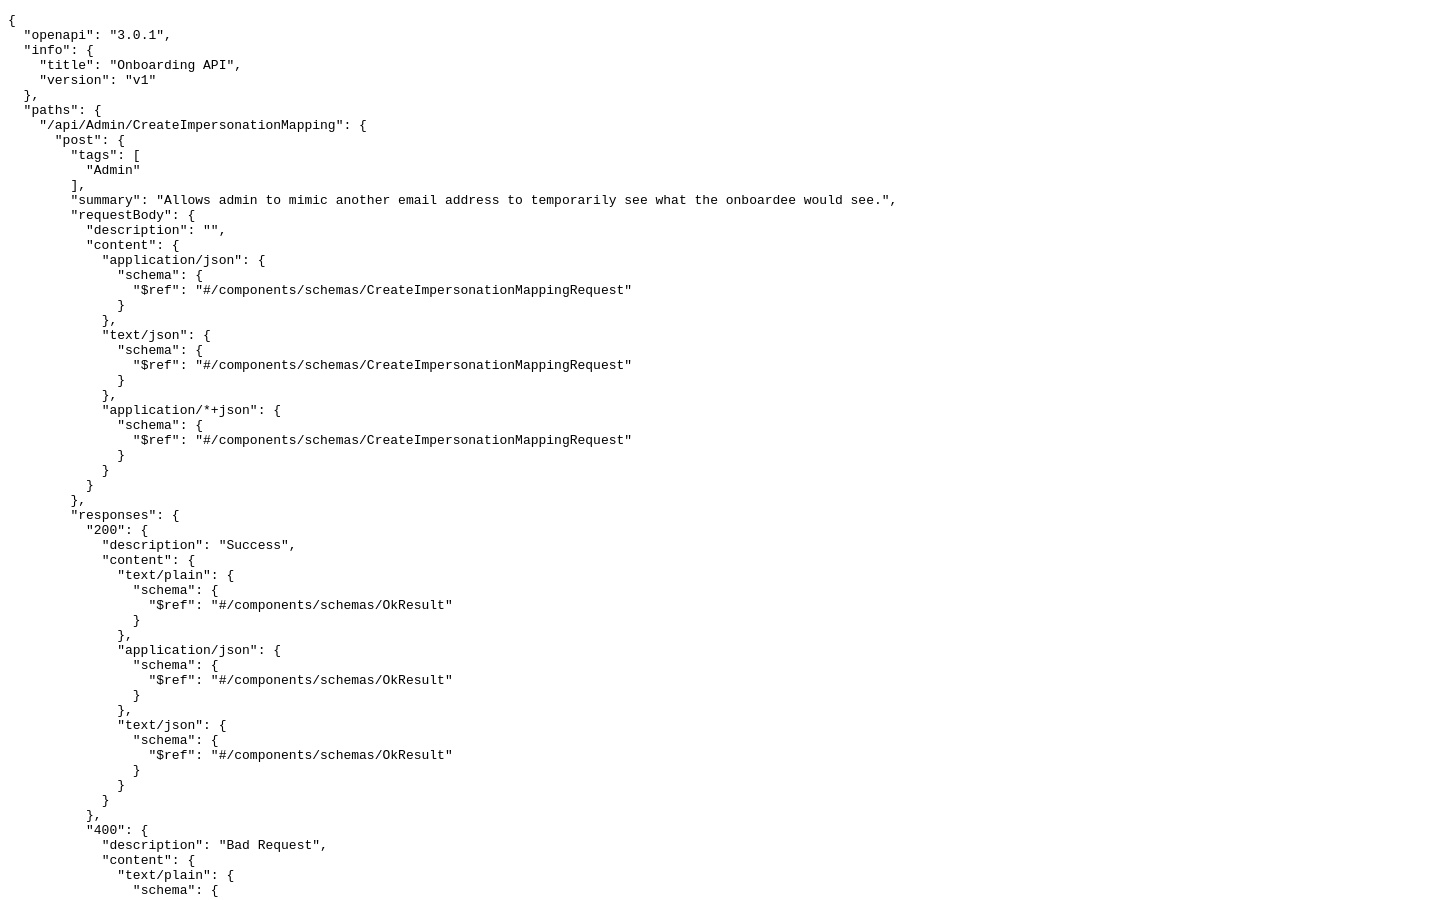 {
  "openapi": "3.0.1",
  "info": {
    "title": "Onboarding API",
    "version": "v1"
  },
  "paths": {
    "/api/Admin/CreateImpersonationMapping": {
      "post": {
        "tags": [
          "Admin"
        ],
        "summary": "Allows admin to mimic another email address to temporarily see what the onboardee would see.",
        "requestBody": {
          "description": "",
          "content": {
            "application/json": {
              "schema": {
                "$ref": "#/components/schemas/CreateImpersonationMappingRequest"
              }
            },
            "text/json": {
              "schema": {
                "$ref": "#/components/schemas/CreateImpersonationMappingRequest"
              }
            },
            "application/*+json": {
              "schema": {
                "$ref": "#/components/schemas/CreateImpersonationMappingRequest"
              }
            }
          }
        },
        "responses": {
          "200": {
            "description": "Success",
            "content": {
              "text/plain": {
                "schema": {
                  "$ref": "#/components/schemas/OkResult"
                }
              },
              "application/json": {
                "schema": {
                  "$ref": "#/components/schemas/OkResult"
                }
              },
              "text/json": {
                "schema": {
                  "$ref": "#/components/schemas/OkResult"
                }
              }
            }
          },
          "400": {
            "description": "Bad Request",
            "content": {
              "text/plain": {
                "schema": {